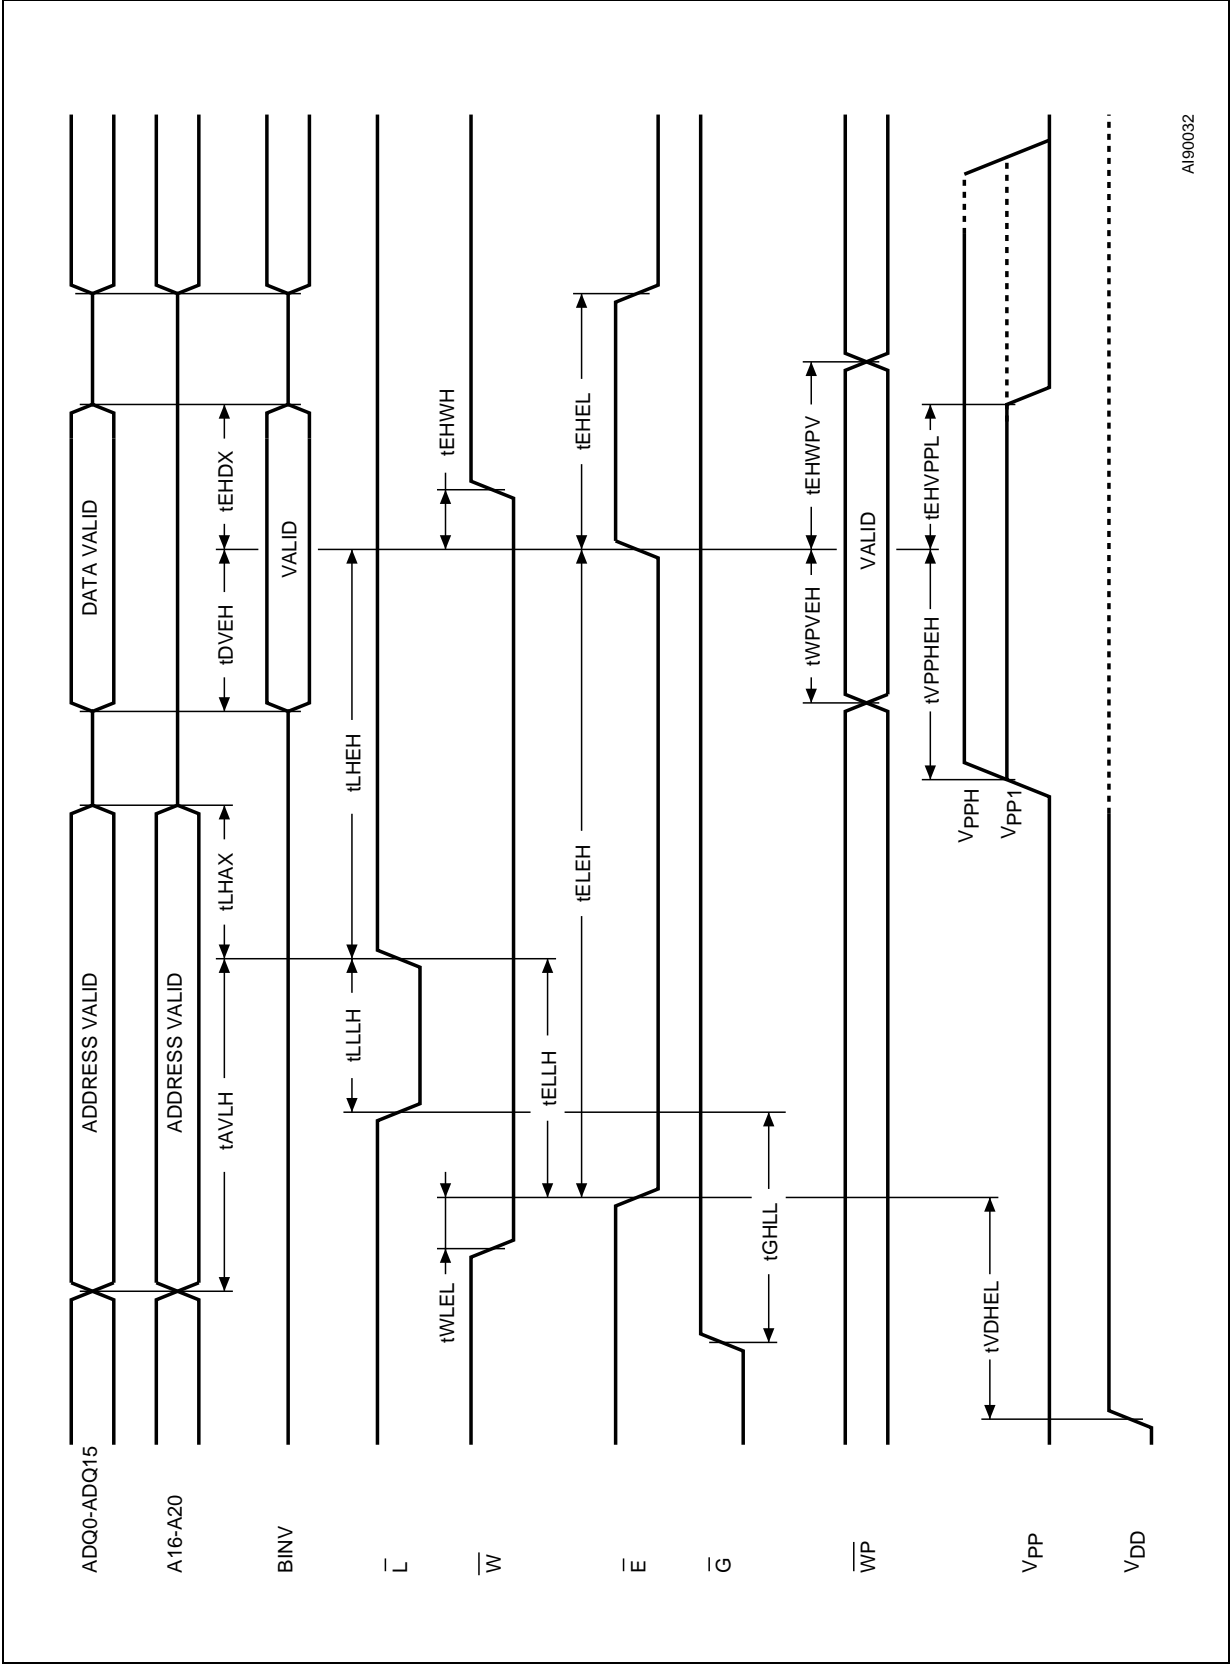 ADQ0-ADQ15
ADDRESS VALID
DATA VALID
A16-A20
ADDRESS VALID
tAVLH
tLHAX
tDVEH
tEHDX
BINV
VALID
L
tLLLH
tLHEH
W
tWLEL
tEHWH
tELLH
E
tELEH
tEHEL
G
tGHLL
tWPVEH
tEHWPV
WP
VALID
tVPPHEH
tEHVPPL
VPPH
VPP1
VPP
tVDHEL
VDD
AI90032